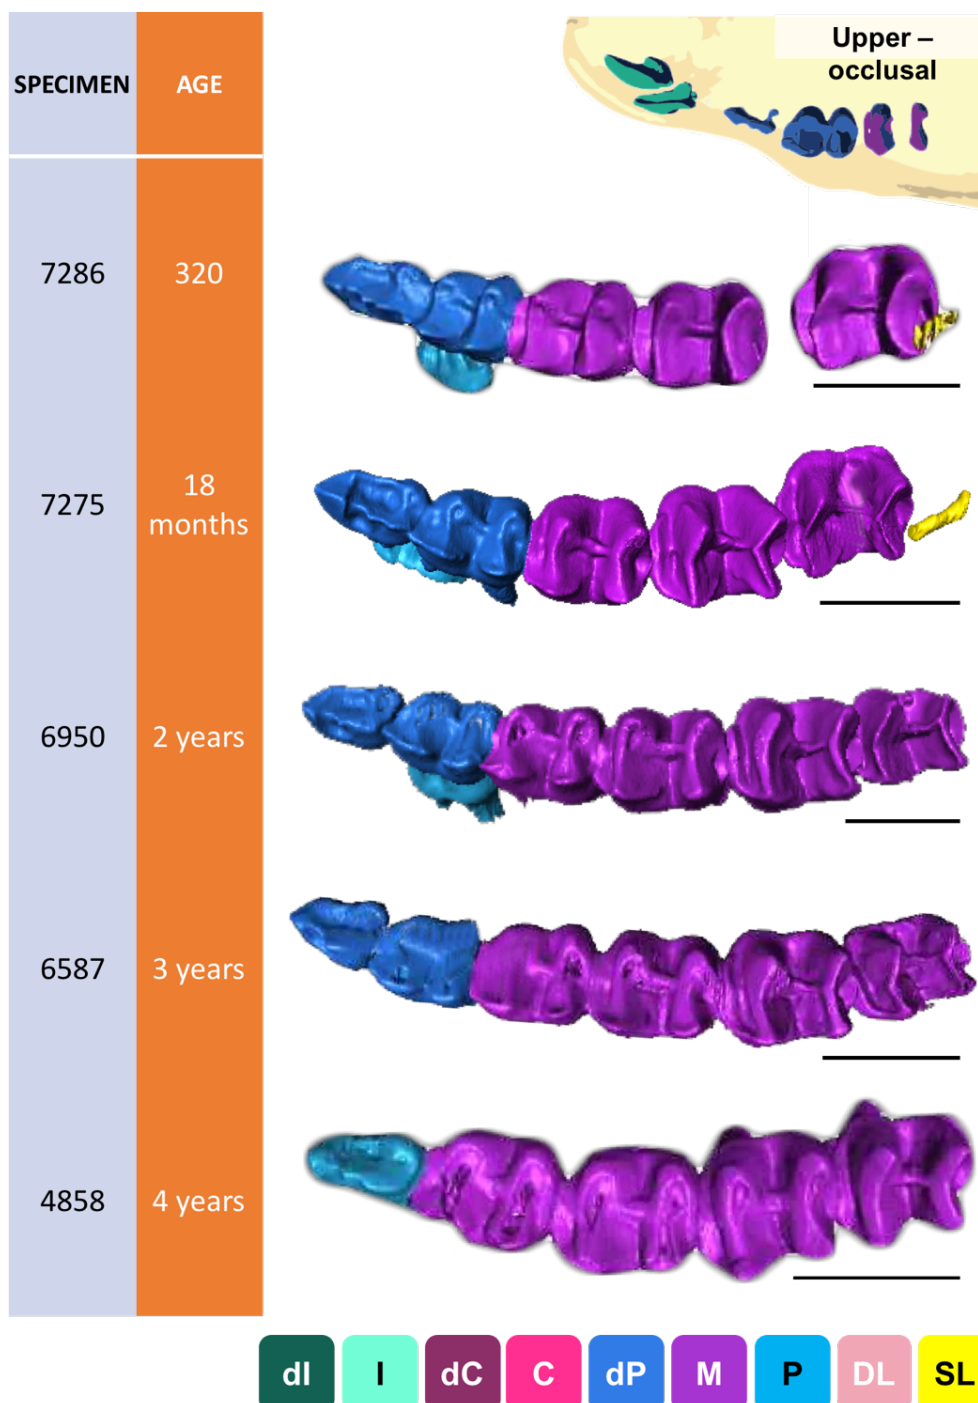 Upper –
occlusal
SPECIMEN AGE
7286 320
7275 18
months
6950 2 years
6587 3 years
4858 4 years
dI I dC C dP M P DL SL